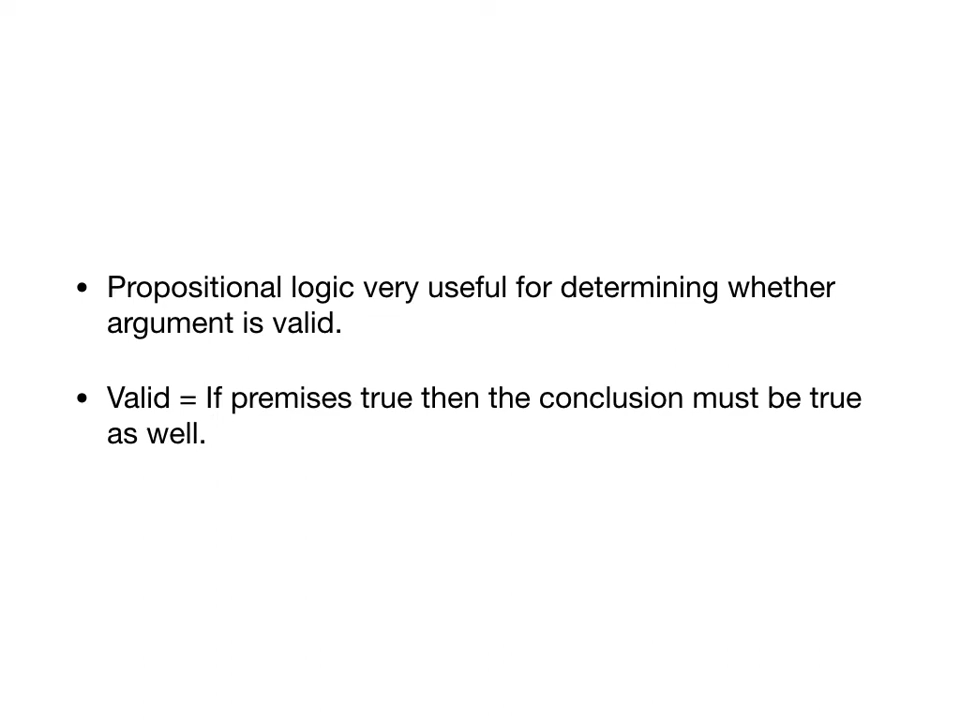 • Propositional logic very useful for determining whether
argument is valid.
• Valid = If premises true then the conclusion must be true
as well.